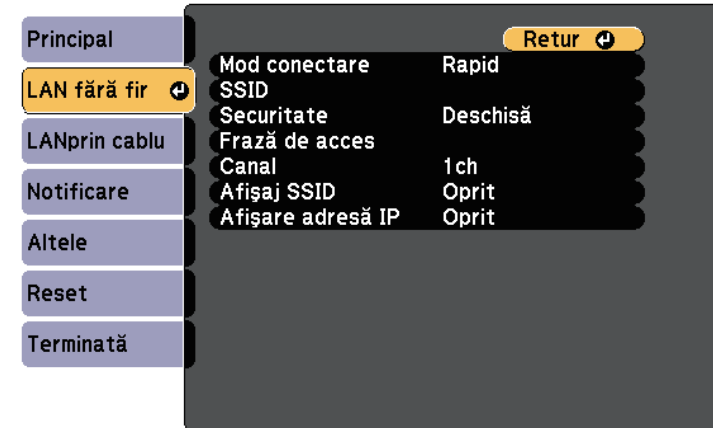 Principal
LAN fără fir
LANprin cablu
Notificare
Altele
Reset
Terminată
Retur
Mod conectare Rapid
SSID
Securitate Deschisă
Frază de acces
Canal 1ch
Afişaj SSID Oprit
Afişare adresă IP Oprit